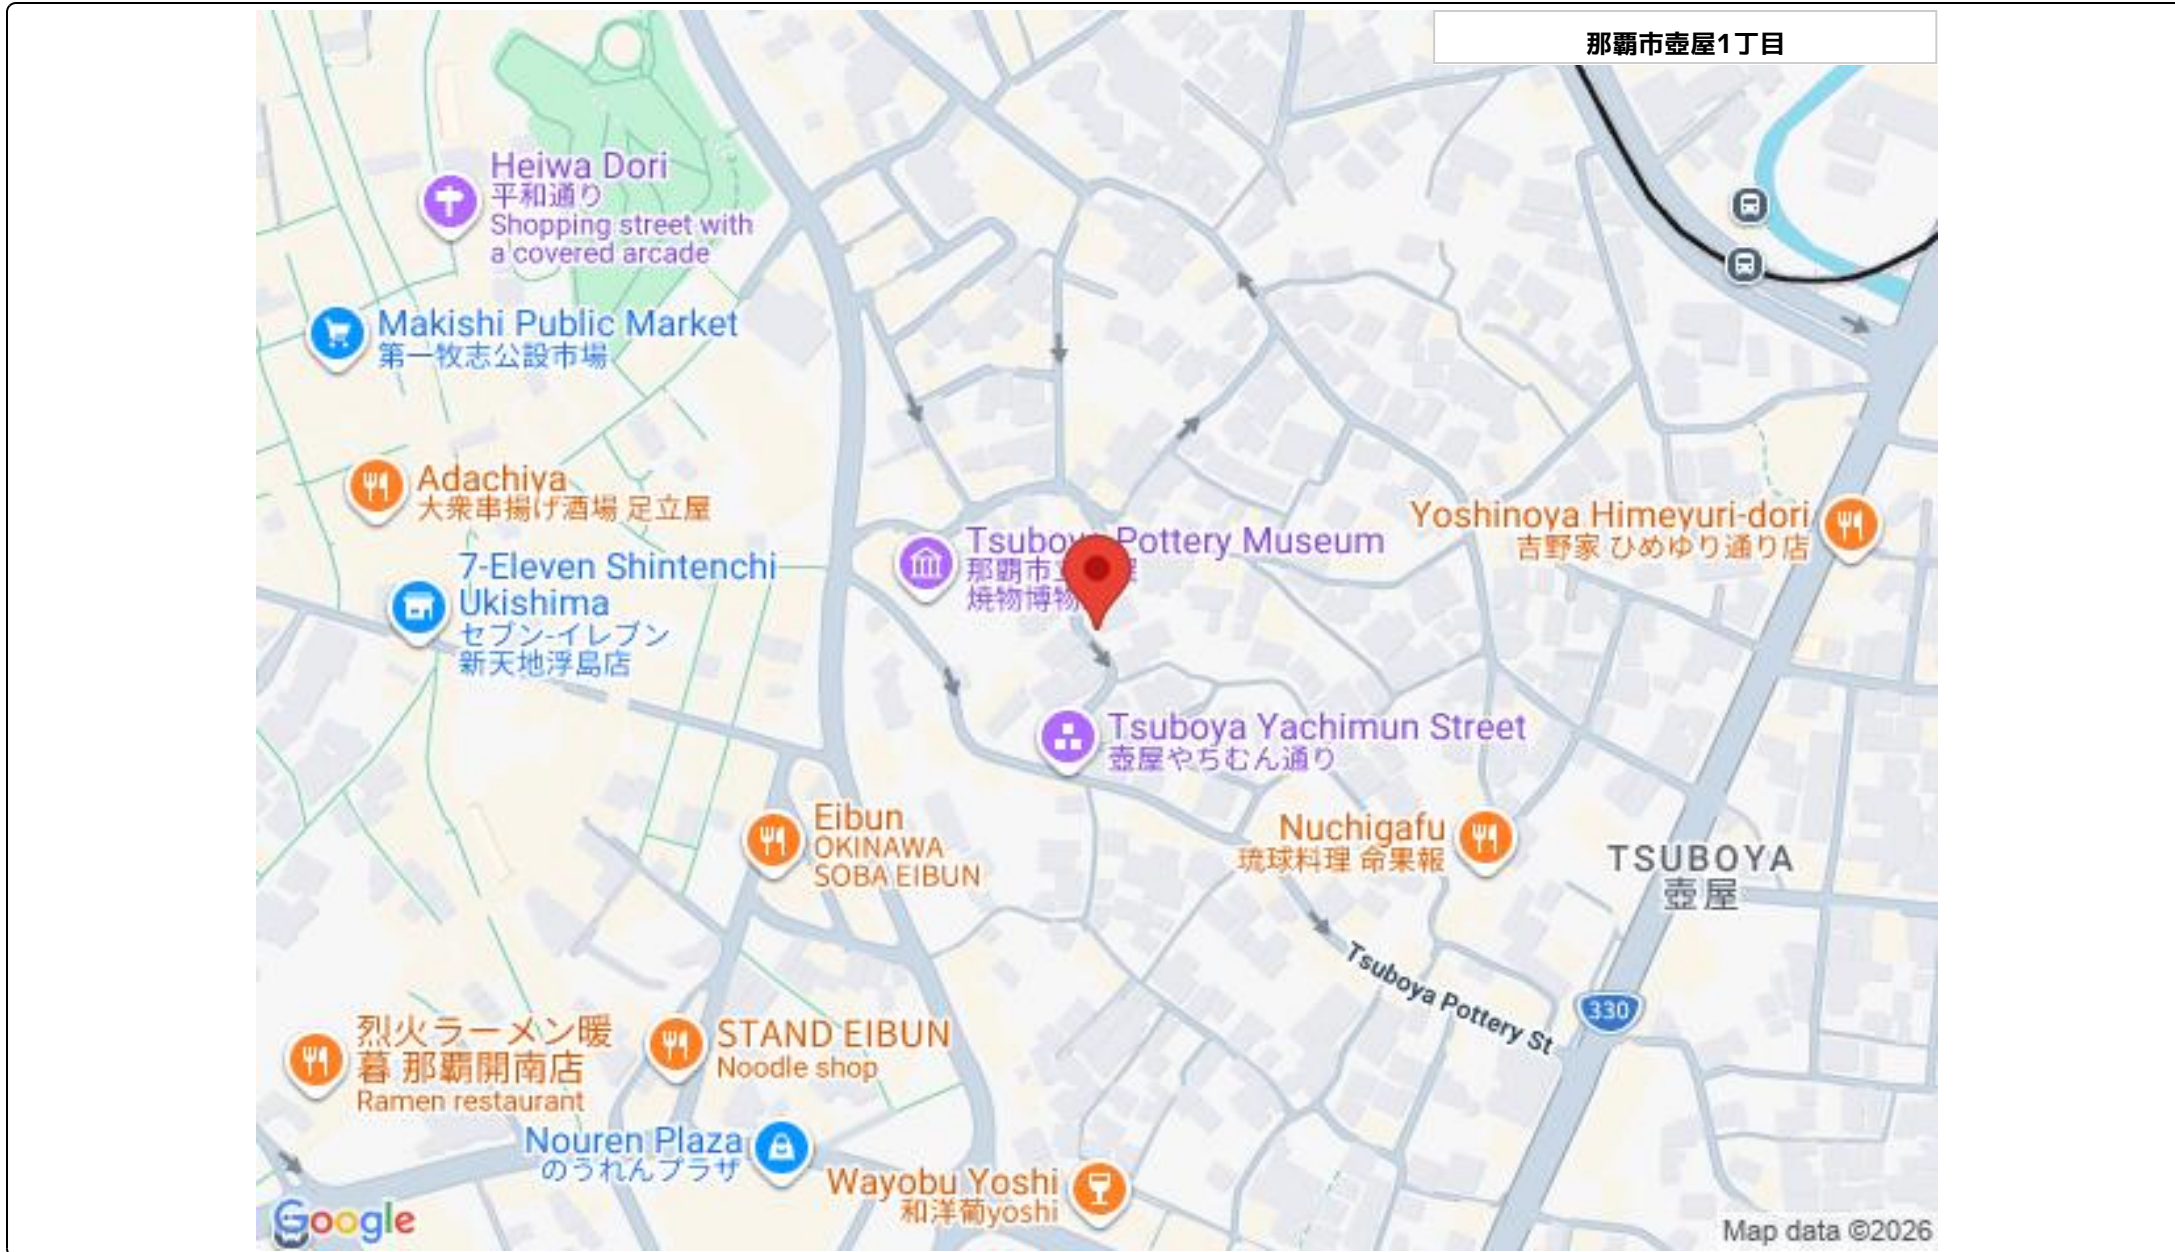 那覇市壺屋1丁目
Heiwa Dori
平和通り
Shopping street with
a covered arcade
Makishi Public Market
第一牧志公設市場
Adachiya
大衆串揚げ酒場 足立屋
7-Eleven Shintenchi
Ukishima
セブン-イレブン
新天地浮島店
Tsuboya Pottery Museum
那覇市立
焼物博物
Yoshinoya Himeyuri-dori
吉野家 ひめゆり通り店
Tsuboya Yachimun Street
壺屋やちむん通り
Eibun
OKINAWA
SOBA EIBUN
Nuchigafu
琉球料理 命果報
TSUBOYA
壺屋
Tsuboya Pottery St
330
烈火ラーメン暖
暮 那覇開南店
Ramen restaurant
STAND EIBUN
Noodle shop
Nouren Plaza
のうれんプラザ
Wayobu Yoshi
和洋葡yoshi
Google
Map data ©2026